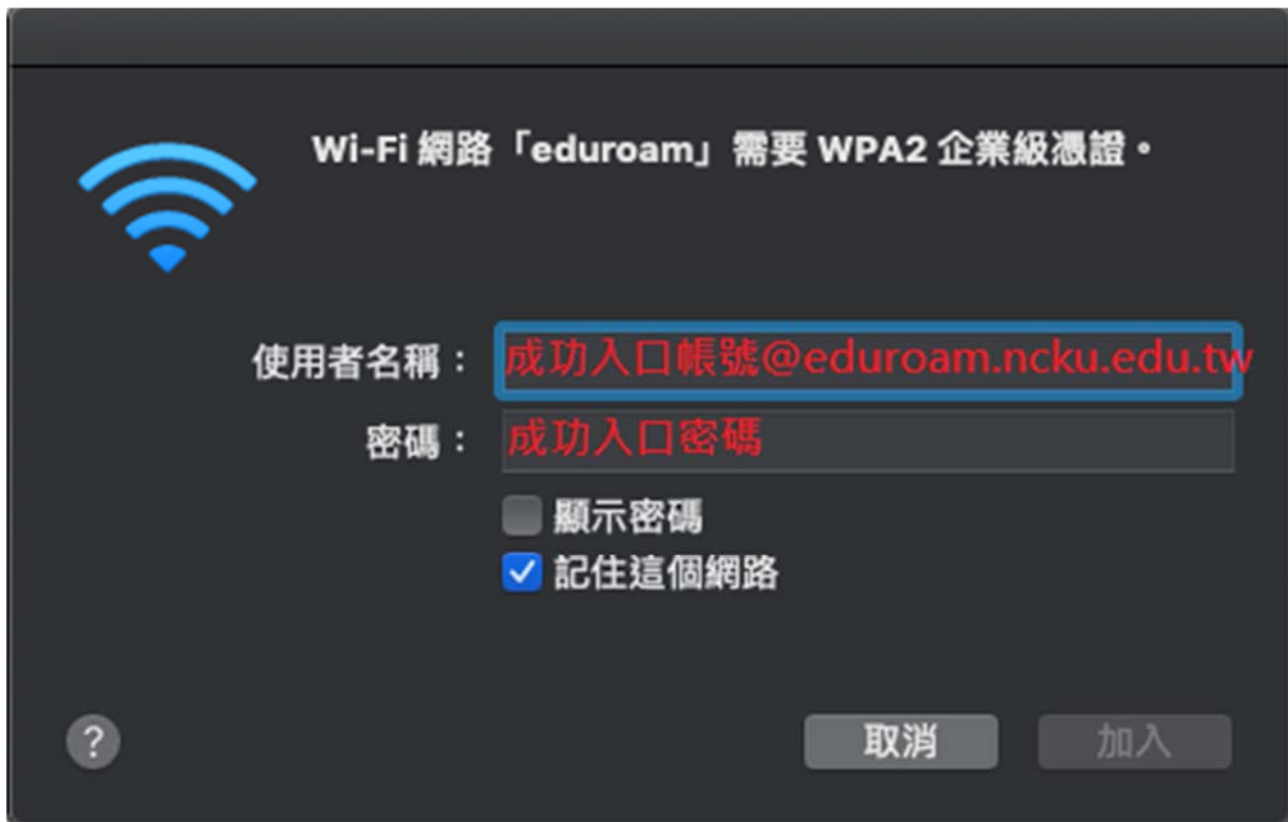 Wi-Fi 網路「eduroam」需要 WPA2 企業級憑證。
使用者名稱： 成功入口帳號@eduroam.ncku.edu.tw
密碼： 成功入口密碼
顯示密碼
記住這個網路
? 取消 加入